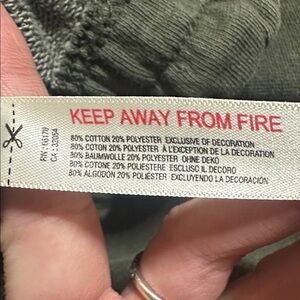 KEEP AWAY FROM FIRE
80% COTTON 20% POLYESTER EXCLUSIVE OF DECORATION
80% COTON 20% POLYESTER À L'EXCEPTION DE LA DECORATION
80% BAUMWOLLE 20% POLYESTER OHNE DEKO
80% COTONE 20% POLIESTERE ESCLUSO IL DECORO
80% ALGODÓN 20% POLIÉSTER EXCLUYENDO LA DECORACIÓN